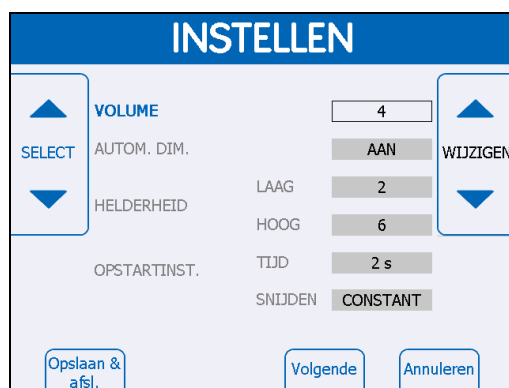 INSTELLEN
VOLUME 4
SELECT AUTOM. DIM. AAN WIJZIGEN
HELDERHEID LAAG 2
HOOG 6
OPSTARTINST. TIJD 2 s
SNIJDEN CONSTANT
Opslaan &
afsl.
Volgende
Annuleren